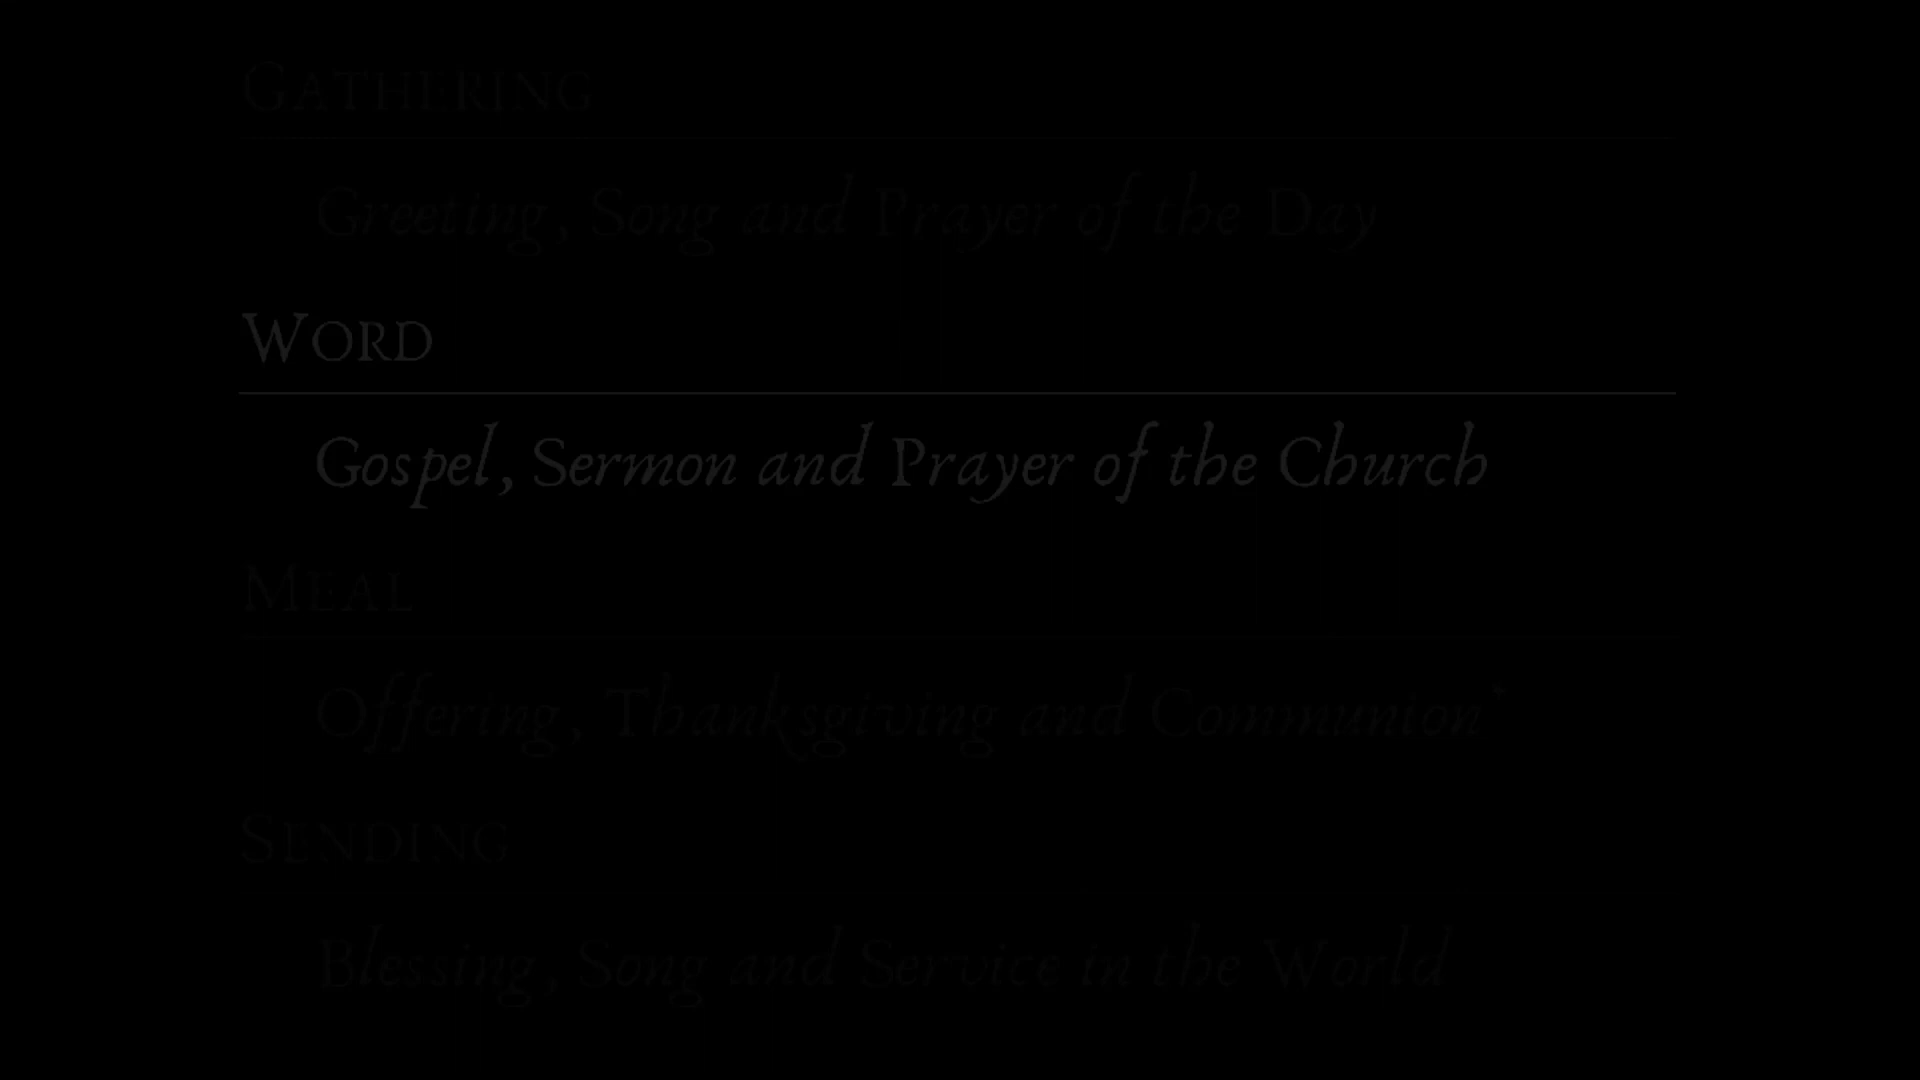 Gathering
Greeting, Song and Prayer of the Day
Word
Gospel, Sermon and Prayer of the Church
Meal
Offering, Thanksgiving and Communion*
Sending
Blessing, Song and Service in the World